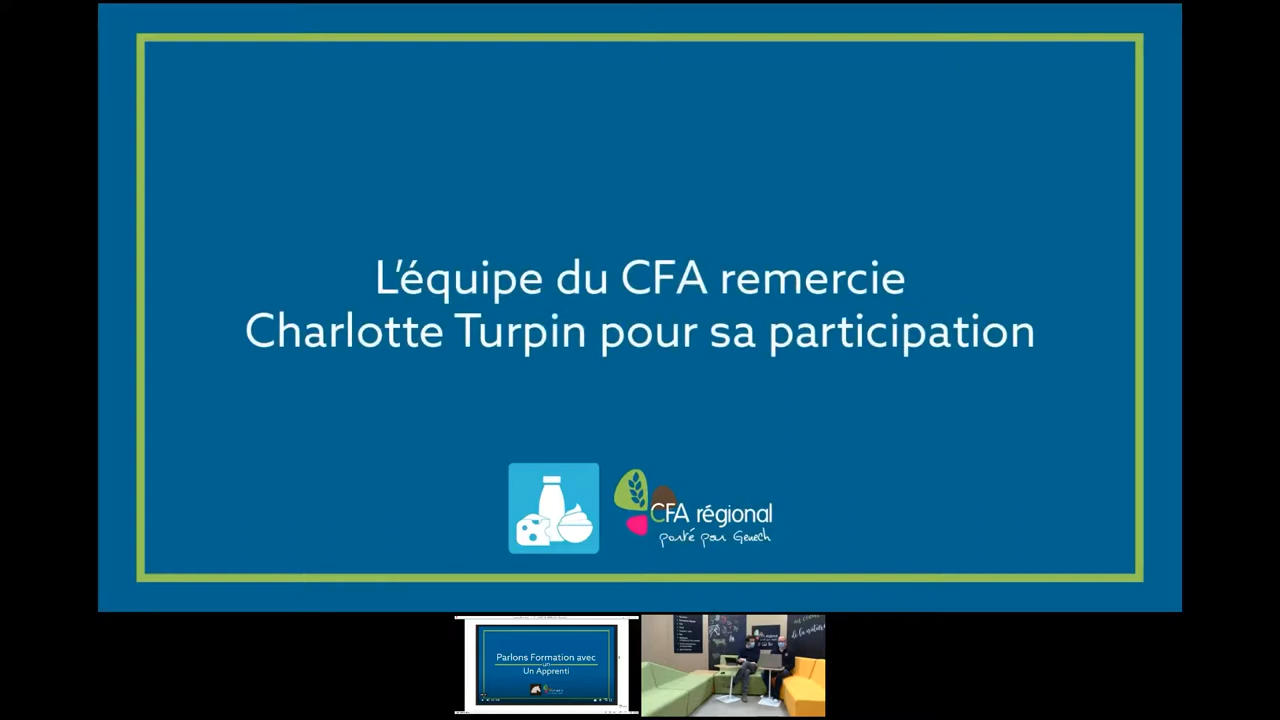 L'équipe du CFA remercie
Charlotte Turpin pour sa participation
CFA régional
porté par Genech
Parlons Formation avec
un
Un Apprenti